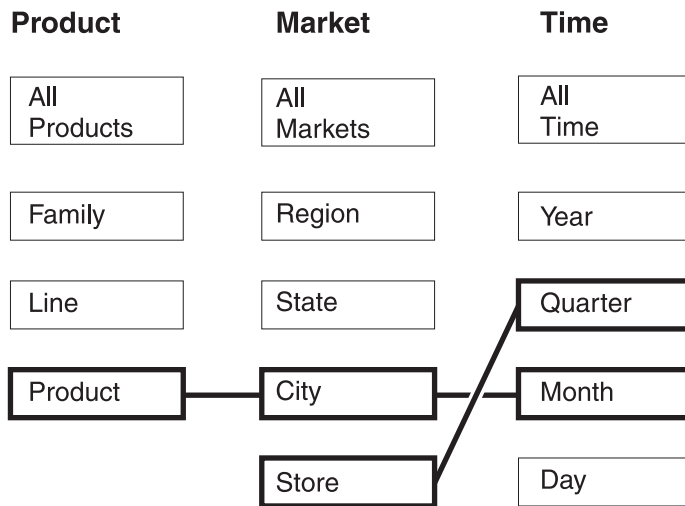 Product
Market
Time
All
Products
All
Markets
All
Time
Family
Region
Year
Line
State
Quarter
Product
City
Month
Store
Day